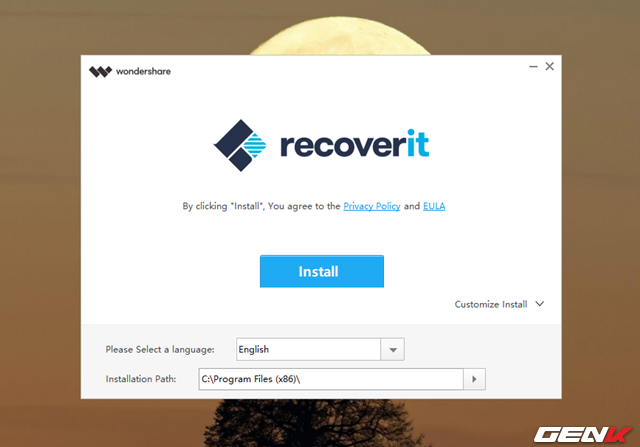 wondershare
recoverit
By clicking "Install", You agree to the Privacy Policy and EULA
Install
Customize Install
Please Select a language: English
Installation Path: C:\Program Files (x86)\
GENK